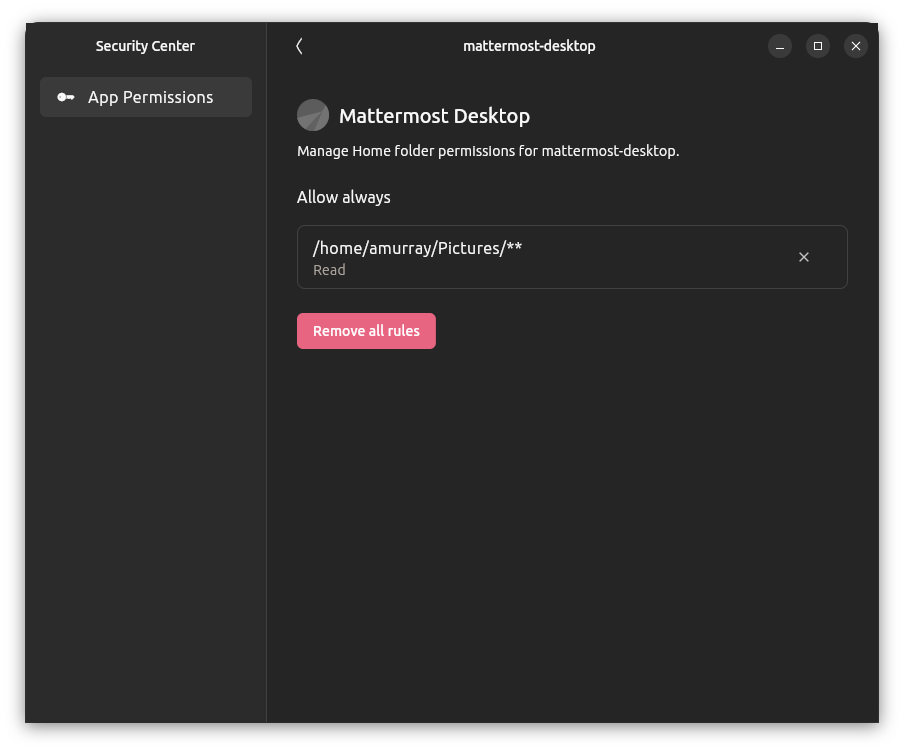 Security Center
App Permissions
mattermost-desktop
Mattermost Desktop
Manage Home folder permissions for mattermost-desktop.
Allow always
/home/amurray/Pictures/**
Read
Remove all rules